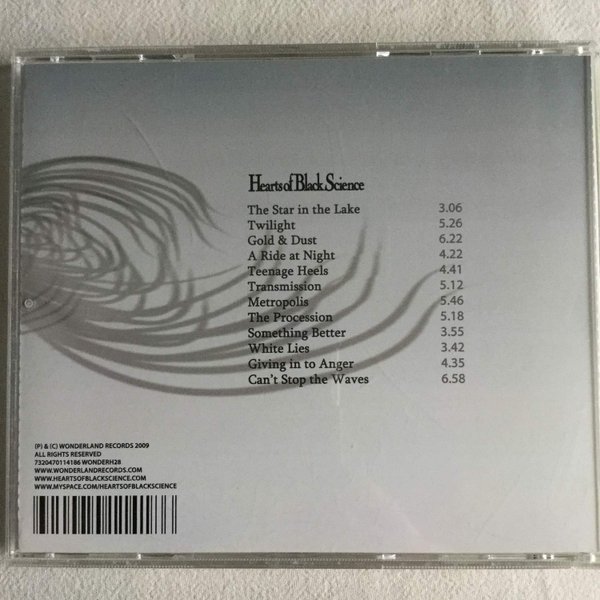 Hearts of Black Science
The Star in the Lake 3.06
Twilight 5.26
Gold & Dust 6.22
A Ride at Night 4.22
Teenage Heels 4.41
Transmission 5.12
Metropolis 5.46
The Procession 5.18
Something Better 3.55
White Lies 3.42
Giving in to Anger 4.35
Can't Stop the Waves 6.58
(P) & (C) WONDERLAND RECORDS 2009
ALL RIGHTS RESERVED
7320470114186 WONDERH28
WWW.WONDERLANDRECORDS.COM
WWW.HEARTSOFBLACKSCIENCE.COM
WWW.MYSPACE.COM/HEARTSOFBLACKSCIENCE